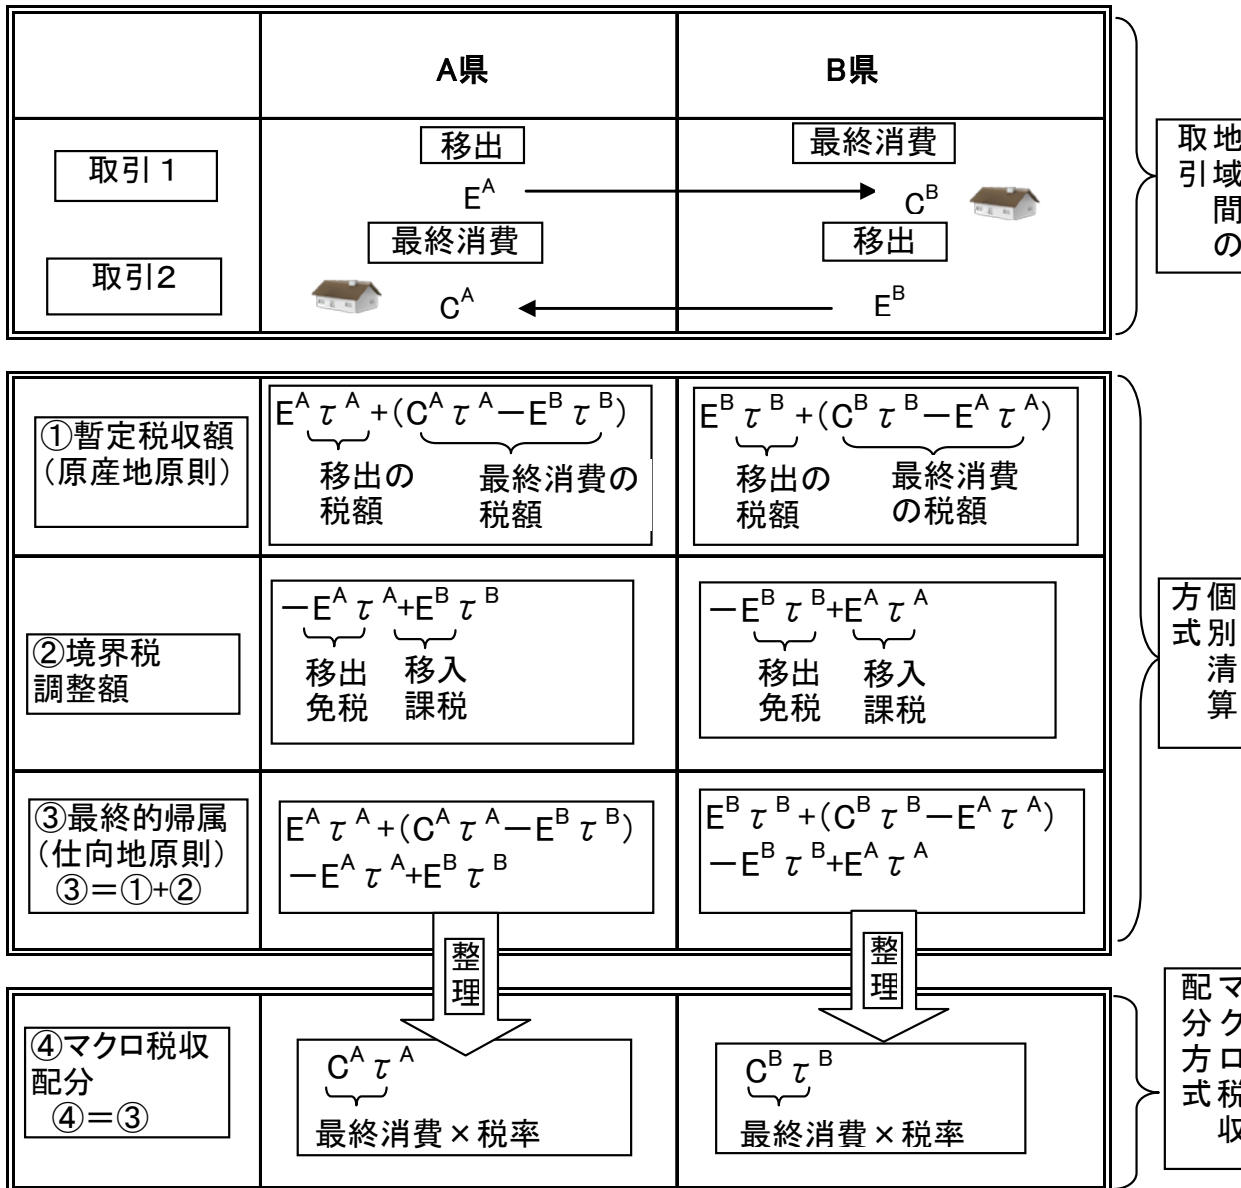 A県
B県
取引１
移出
最終消費
E^A
C^B
取引2
最終消費
移出
C^A
E^B
地域間の
取引
①暫定税収額
（原産地原則）
E^A τ^A +(C^A τ^A－E^B τ^B)
移出の
税額
最終消費の
税額
E^B τ^B +(C^B τ^B－E^A τ^A)
移出の
税額
最終消費
の税額
②境界税
調整額
－E^A τ^A+E^B τ^B
移出
免税
移入
課税
－E^B τ^B+E^A τ^A
移出
免税
移入
課税
③最終的帰属
（仕向地原則）
③＝①+②
E^A τ^A +(C^A τ^A－E^B τ^B)
－E^A τ^A+E^B τ^B
E^B τ^B +(C^B τ^B－E^A τ^A)
－E^B τ^B+E^A τ^A
個別清算
方式
整理
整理
④マクロ税収
配分
④＝③
C^A τ^A
最終消費×税率
C^B τ^B
最終消費×税率
マクロ税収
配分方式